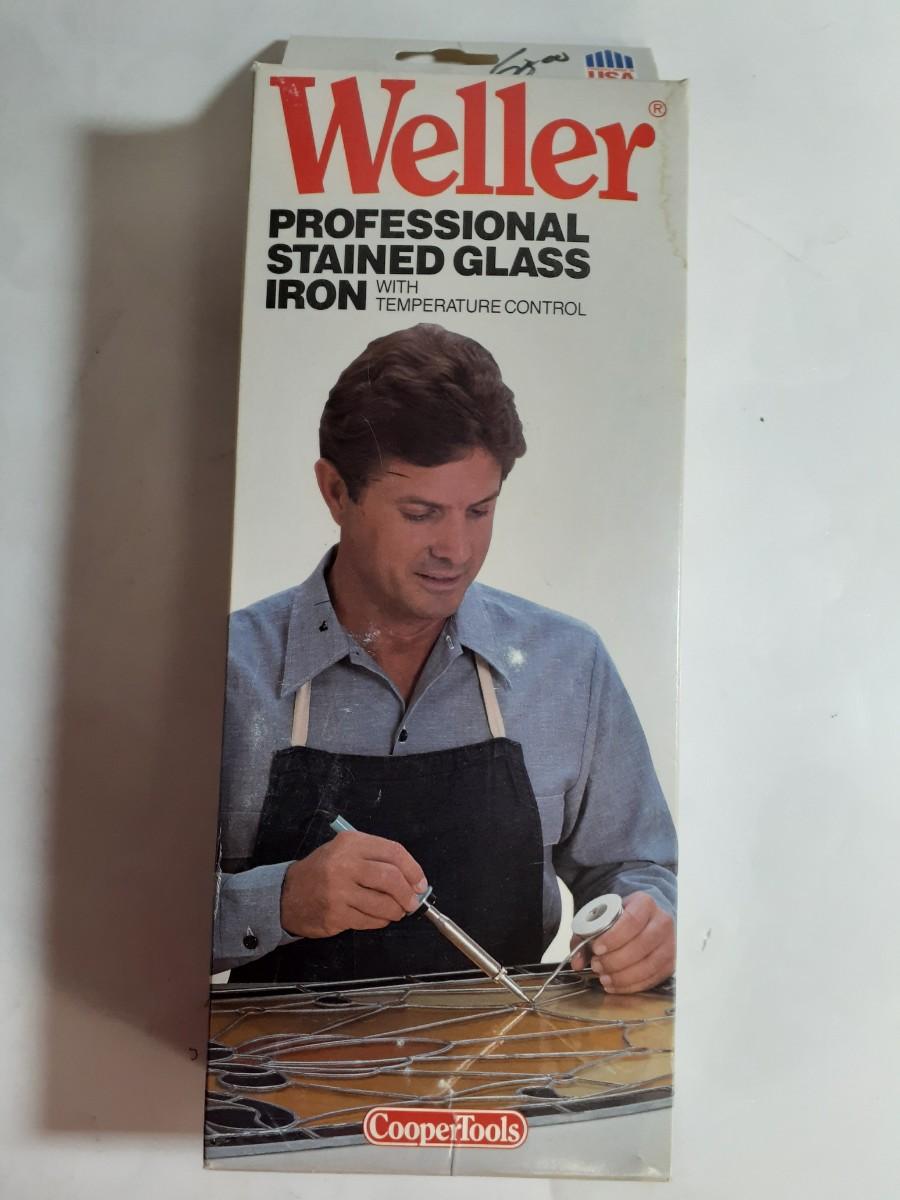 USA
Weller®
PROFESSIONAL
STAINED GLASS
IRON WITH
TEMPERATURE CONTROL
CooperTools